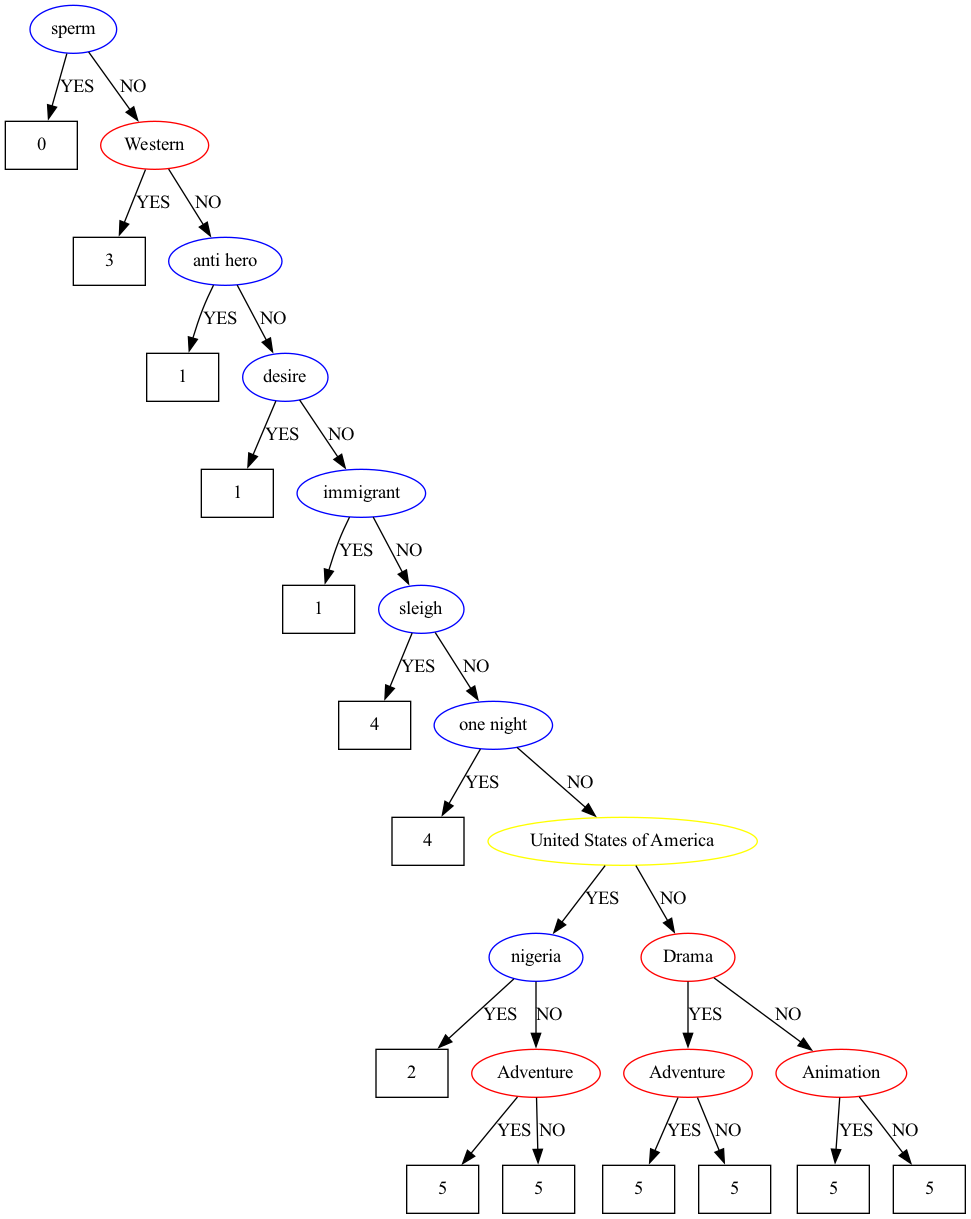 sperm
YES
NO
0
Western
YES
NO
3
anti hero
YES
NO
1
desire
YES
NO
1
immigrant
YES
NO
1
sleigh
YES
NO
4
one night
YES
NO
4
United States of America
YES
NO
nigeria
Drama
YES
NO
YES
NO
2
Adventure
Adventure
Animation
YES
NO
YES
NO
YES
NO
5
5
5
5
5
5